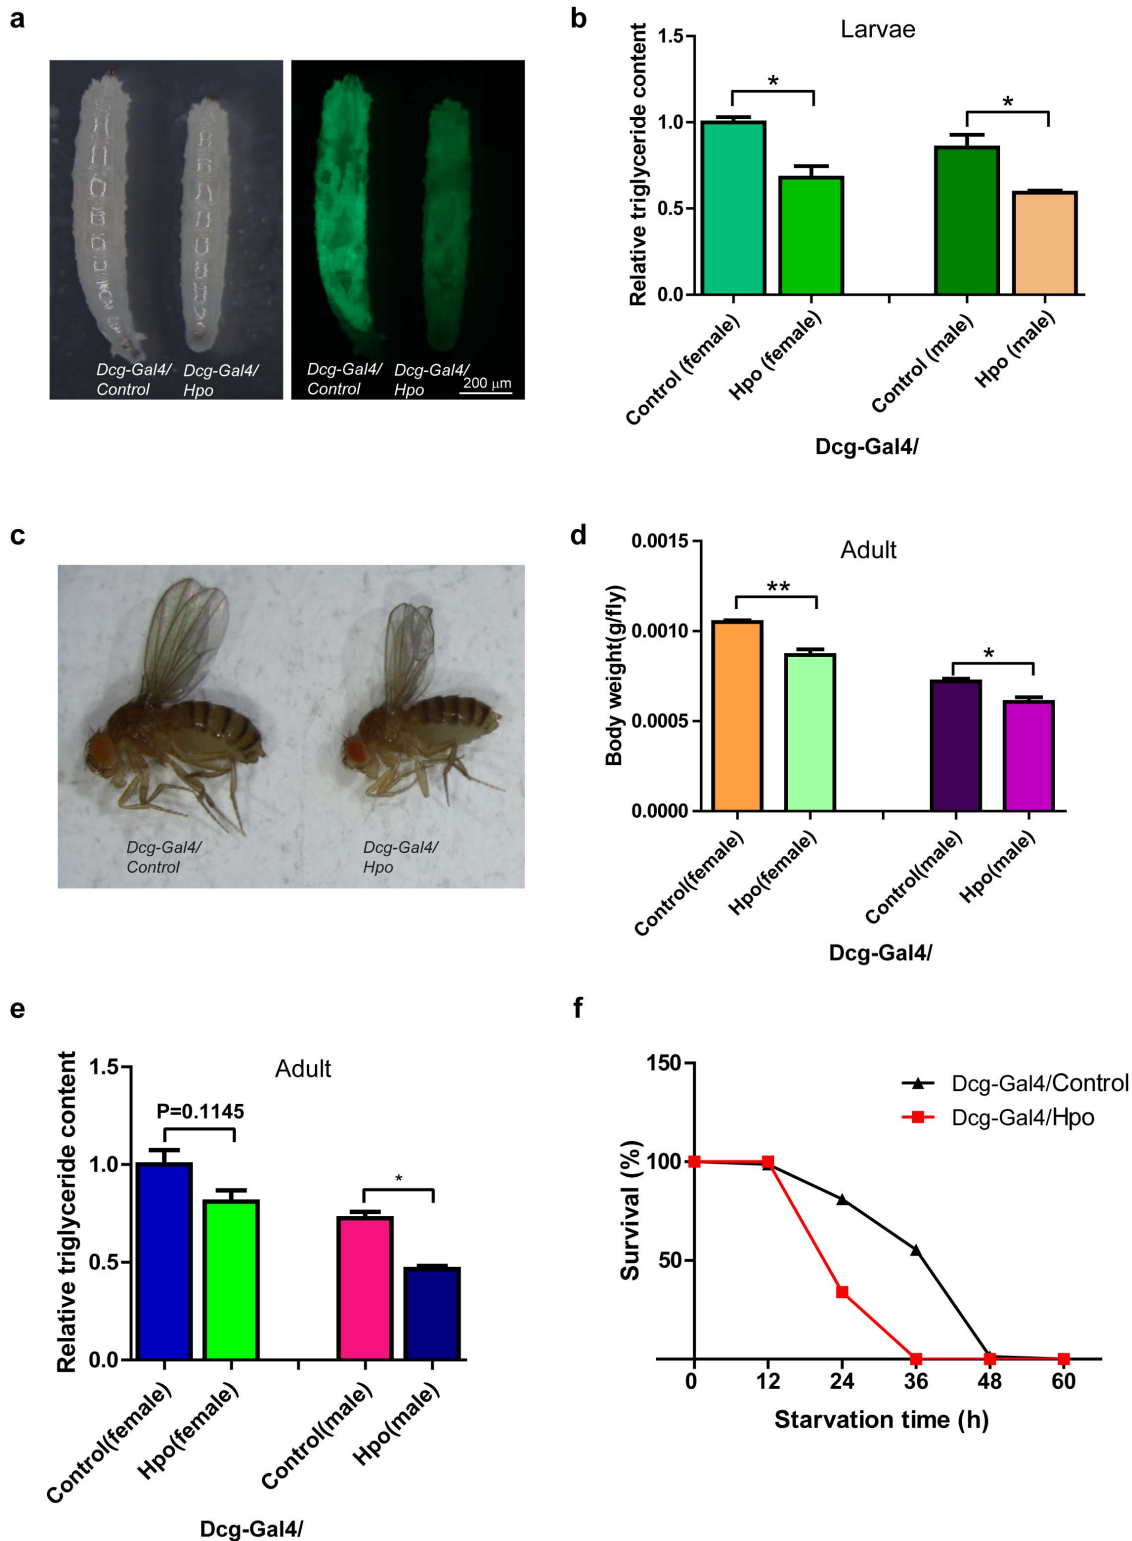 a
Dcg-Gal4/
Control
Dcg-Gal4/
Hpo
Dcg-Gal4/
Control
Dcg-Gal4/
Hpo
200 μm
b
Larvae
Relative triglyceride content
1.5
1.0
0.5
0.0
*
*
Control (female)
Hpo (female)
Control (male)
Hpo (male)
Dcg-Gal4/
c
Dcg-Gal4/
Control
Dcg-Gal4/
Hpo
d
Adult
Body weight(g/fly)
0.0015
0.0010
0.0005
0.0000
**
*
Control(female)
Hpo(female)
Control(male)
Hpo(male)
Dcg-Gal4/
e
Adult
Relative triglyceride content
1.5
1.0
0.5
0.0
P=0.1145
*
Control(female)
Hpo(female)
Control(male)
Hpo(male)
Dcg-Gal4/
f
Survival (%)
150
100
50
Dcg-Gal4/Control
Dcg-Gal4/Hpo
0 12 24 36 48 60
Starvation time (h)